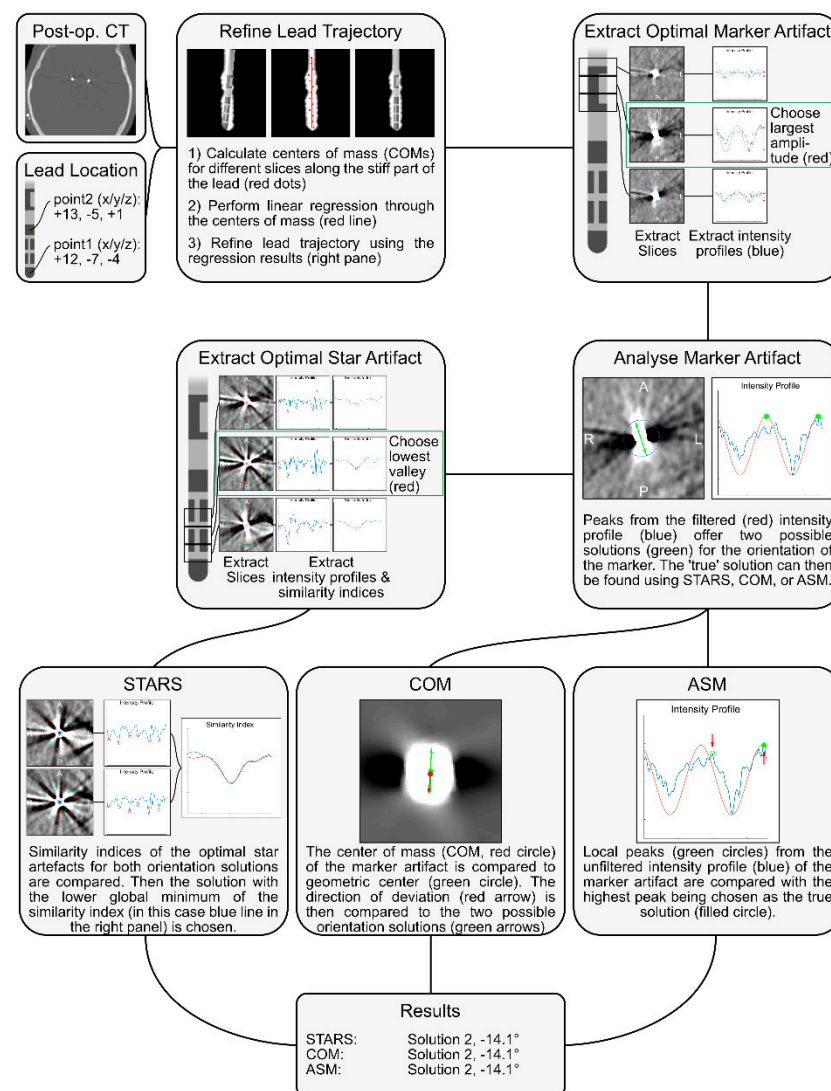 Post-op. CT
Lead Location
point2 (x/y/z):
+13, -5, +1
point1 (x/y/z):
+12, -7, -4
Refine Lead Trajectory
1) Calculate centers of mass (COMs)
for different slices along the stiff part
of the lead (red dots)
2) Perform linear regression through
the centers of mass (red line)
3) Refine lead trajectory using the
regression results (right pane)
Extract Optimal Marker Artifact
A
L
P
Intensity Profile
Choose
largest
ampli-
tude (red)
Extract
Slices
Extract intensity
profiles (blue)
Extract Optimal Star Artifact
A
Choose
lowest
valley
(red)
Extract
Slices
Extract
intensity profiles &
similarity indices
Analyse Marker Artifact
A
R
L
P
Intensity Profile
Peaks from the filtered (red) intensity
profile (blue) offer two possible
solutions (green) for the orientation of
the marker. The 'true' solution can then
be found using STARS, COM, or ASM.
STARS
A
P
Intensity Profile
Intensity Profile
Similarity Index
Similarity indices of the optimal star
artefacts for both orientation solutions
are compared. Then the solution with
the lower global minimum of the
similarity index (in this case blue line in
the right panel) is chosen.
COM
The center of mass (COM, red circle)
of the marker artifact is compared to
geometric center (green circle). The
direction of deviation (red arrow) is
then compared to the two possible
orientation solutions (green arrows)
ASM
Intensity Profile
Local peaks (green circles) from the
unfiltered intensity profile (blue) of the
marker artifact are compared with the
highest peak being chosen as the true
solution (filled circle).
Results
STARS: Solution 2, -14.1°
COM: Solution 2, -14.1°
ASM: Solution 2, -14.1°